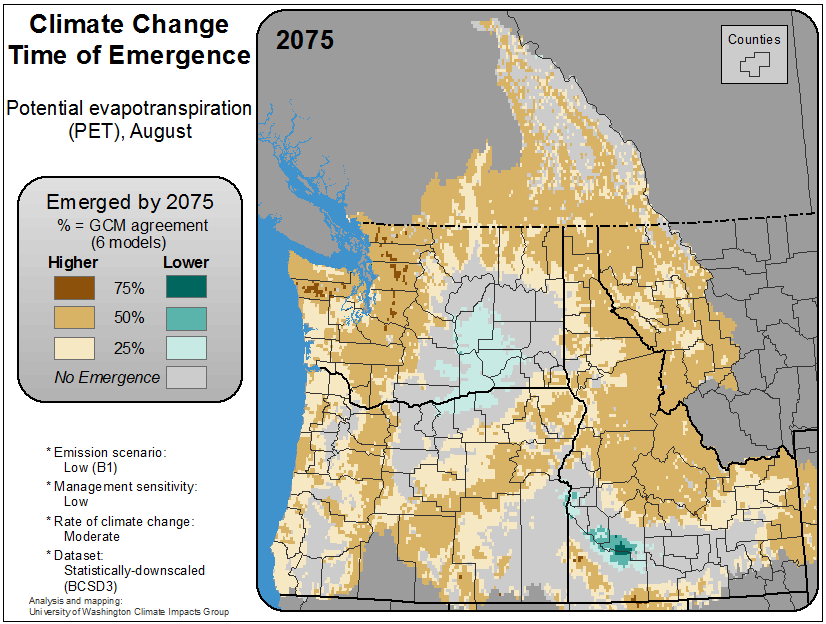 Climate Change
Time of Emergence
Potential evapotranspiration
(PET), August
Emerged by 2075
% = GCM agreement
(6 models)
Higher Lower
75%
50%
25%
No Emergence
* Emission scenario:
Low (B1)
* Management sensitivity:
Low
* Rate of climate change:
Moderate
* Dataset:
Statistically-downscaled
(BCSD3)
Analysis and mapping:
University of Washington Climate Impacts Group
2075
Counties